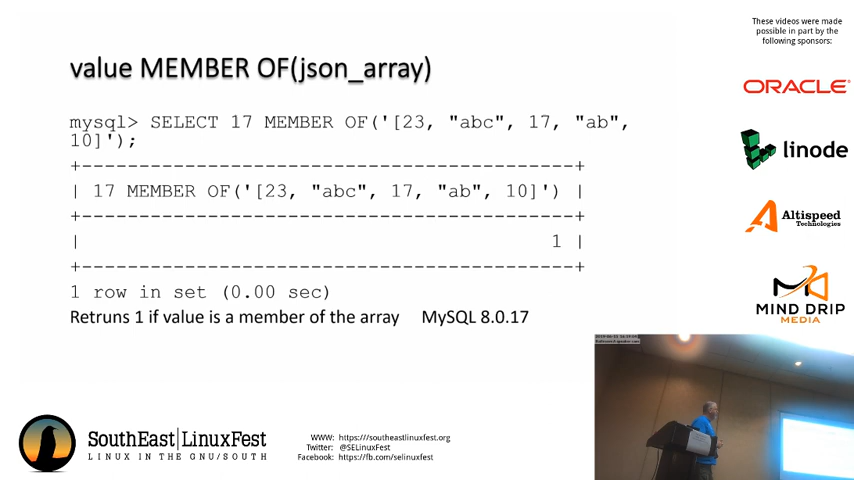 value MEMBER OF(json_array)
mysql> SELECT 17 MEMBER OF('[23, "abc", 17, "ab",
10]');
+-------------------------------------------+
| 17 MEMBER OF('[23, "abc", 17, "ab", 10]') |
+-------------------------------------------+
| 1 |
+-------------------------------------------+
1 row in set (0.00 sec)
Retruns 1 if value is a member of the array MySQL 8.0.17
These videos were made
possible in part by the
following sponsors:
ORACLE
linode
Altispeed
Technologies
MIND DRIP
MEDIA
SouthEast LinuxFest
LINUX IN THE GNU/SOUTH
WWW: https:///southeastlinuxfest.org
Twitter: @SELinuxFest
Facebook: https://fb.com/selinuxfest